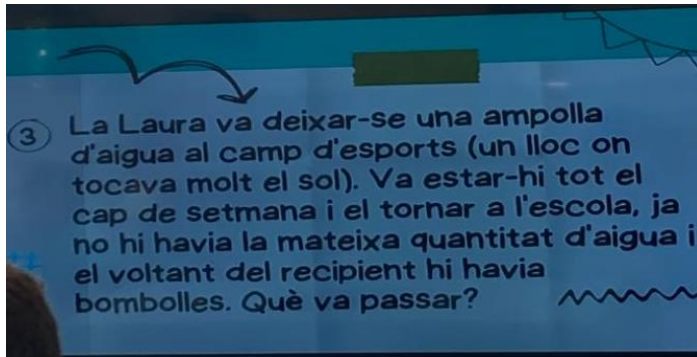 3 La Laura va deixar-se una ampolla
d'aigua al camp d'esports (un lloc on
tocava molt el sol). Va estar-hi tot el
cap de setmana i el tornar a l'escola, ja
no hi havia la mateixa quantitat d'aigua i
el voltant del recipient hi havia
bombolles. Què va passar?